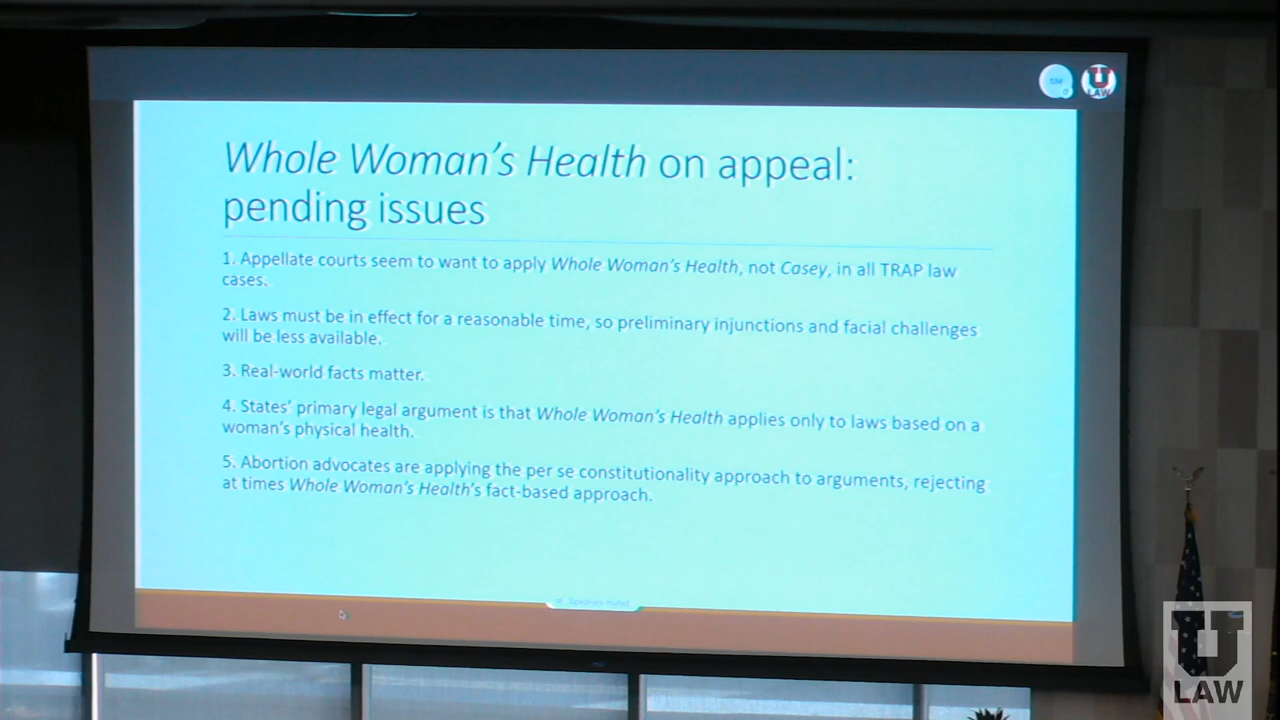 SM
U
LAW
Whole Woman's Health on appeal:
pending issues
1. Appellate courts seem to want to apply Whole Woman's Health, not Casey, in all TRAP law
cases.
2. Laws must be in effect for a reasonable time, so preliminary injunctions and facial challenges
will be less available.
3. Real-world facts matter.
4. States' primary legal argument is that Whole Woman's Health applies only to laws based on a
woman's physical health.
5. Abortion advocates are applying the per se constitutionality approach to arguments, rejecting
at times Whole Woman's Health's fact-based approach.
U
LAW